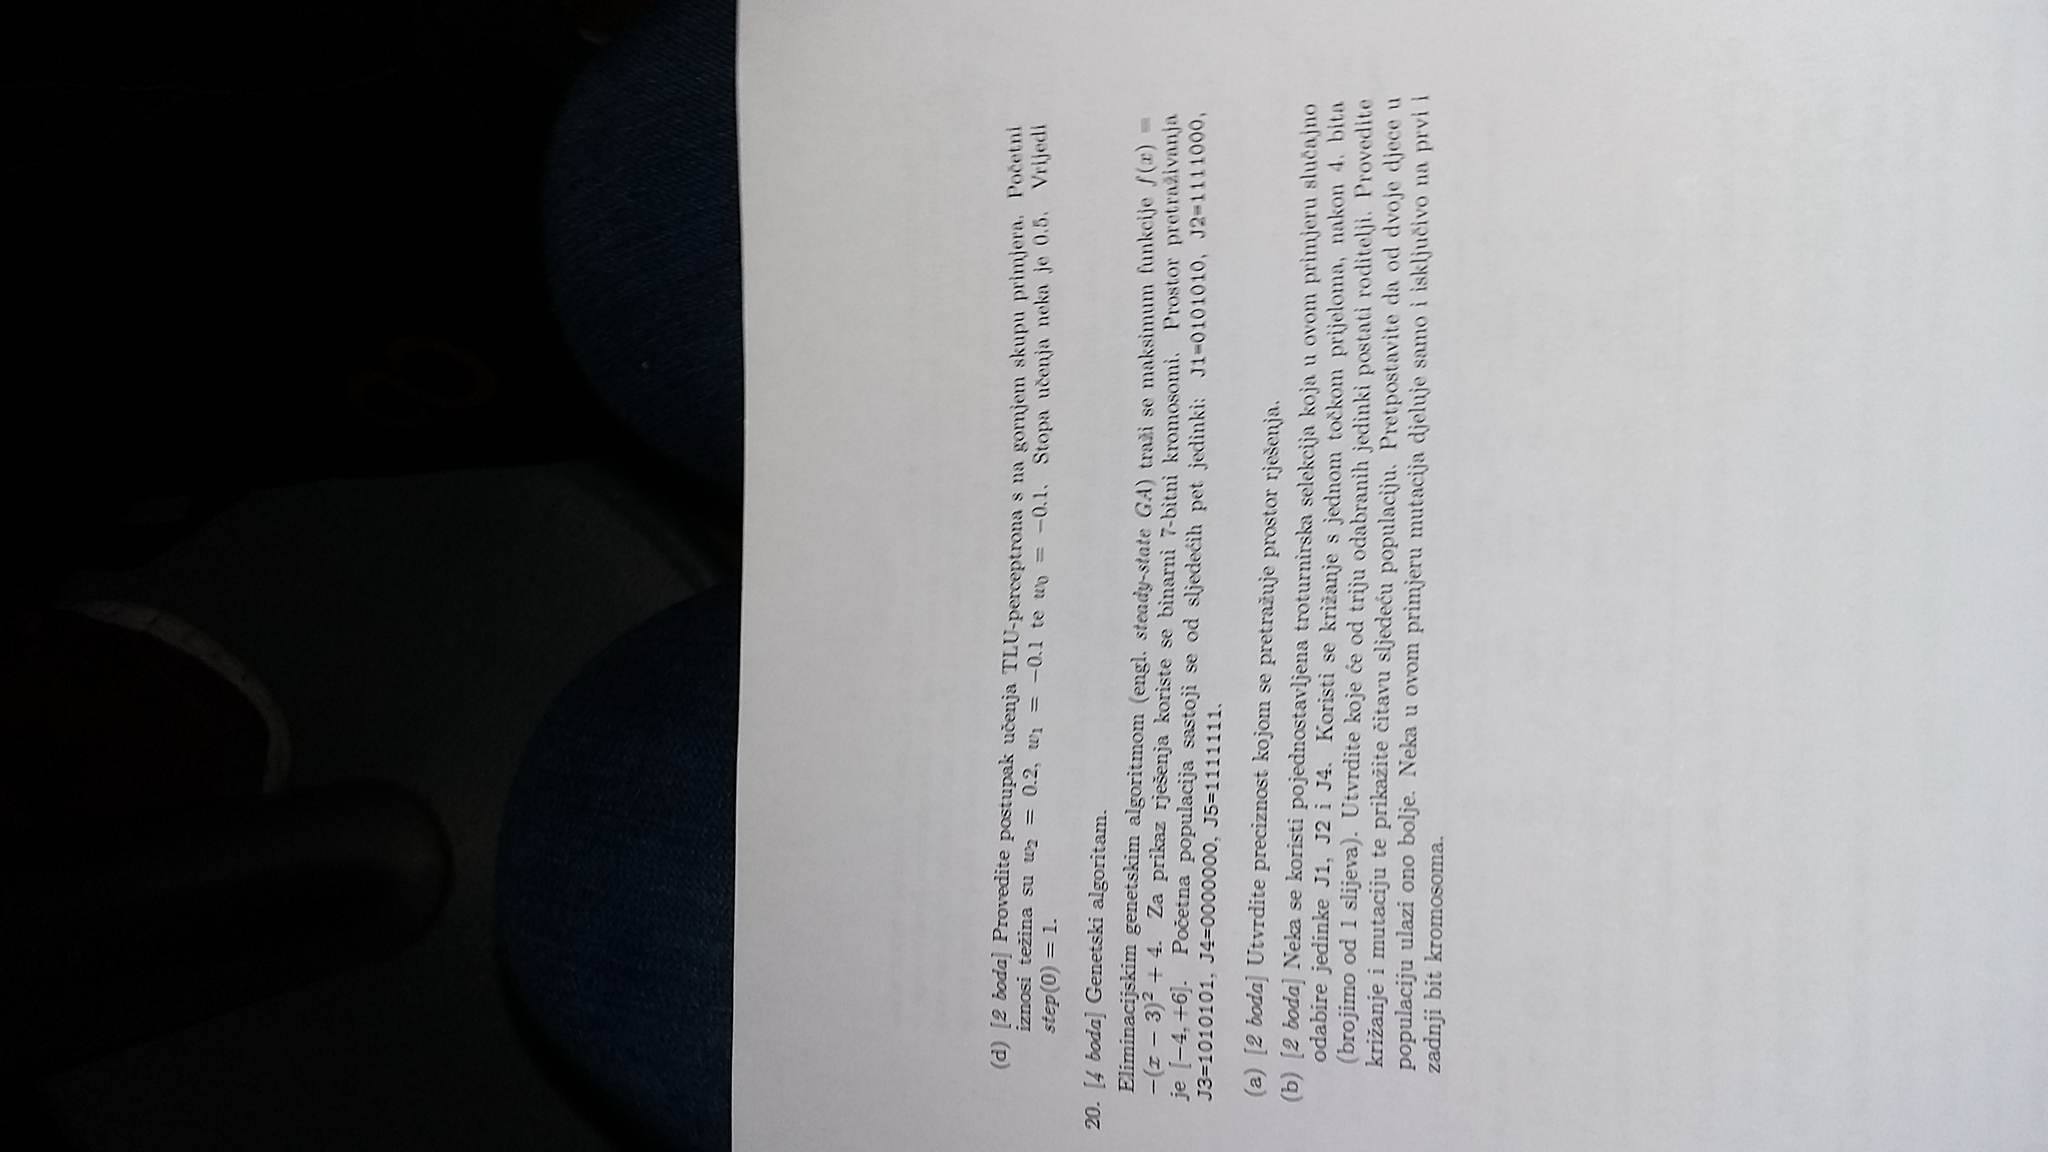 (d) [2 boda] Provedite postupak učenja TLU-perceptrona s na gornjem skupu primjera. Početni
iznosi težina su w₂ = 0.2, w₁ = −0.1 te w₀ = −0.1. Stopa učenja neka je 0.5. Vrijedi
step(0) = 1.
20. [4 boda] Genetski algoritam.
Eliminacijskim genetskim algoritmom (engl. steady-state GA) traži se maksimum funkcije f(x) =
−(x − 3)² + 4. Za prikaz rješenja koriste se binarni 7-bitni kromosomi. Prostor pretraživanja
je [−4, +6]. Početna populacija sastoji se od sljedećih pet jedinki: J1=0101010, J2=1111000,
J3=1010101, J4=0000000, J5=1111111.
(a) [2 boda] Utvrdite preciznost kojom se pretražuje prostor rješenja.
(b) [2 boda] Neka se koristi pojednostavljena troturnirska selekcija koja u ovom primjeru slučajno
odabire jedinke J1, J2 i J4. Koristi se križanje s jednom točkom prijeloma, nakon 4. bita
(brojimo od 1 slijeva). Utvrdite koje će od triju odabranih jedinki postati roditelji. Provedite
križanje i mutaciju te prikažite čitavu sljedeću populaciju. Pretpostavite da od dvoje djece u
populaciju ulazi ono bolje. Neka u ovom primjeru mutacija djeluje samo i isključivo na prvi i
zadnji bit kromosoma.